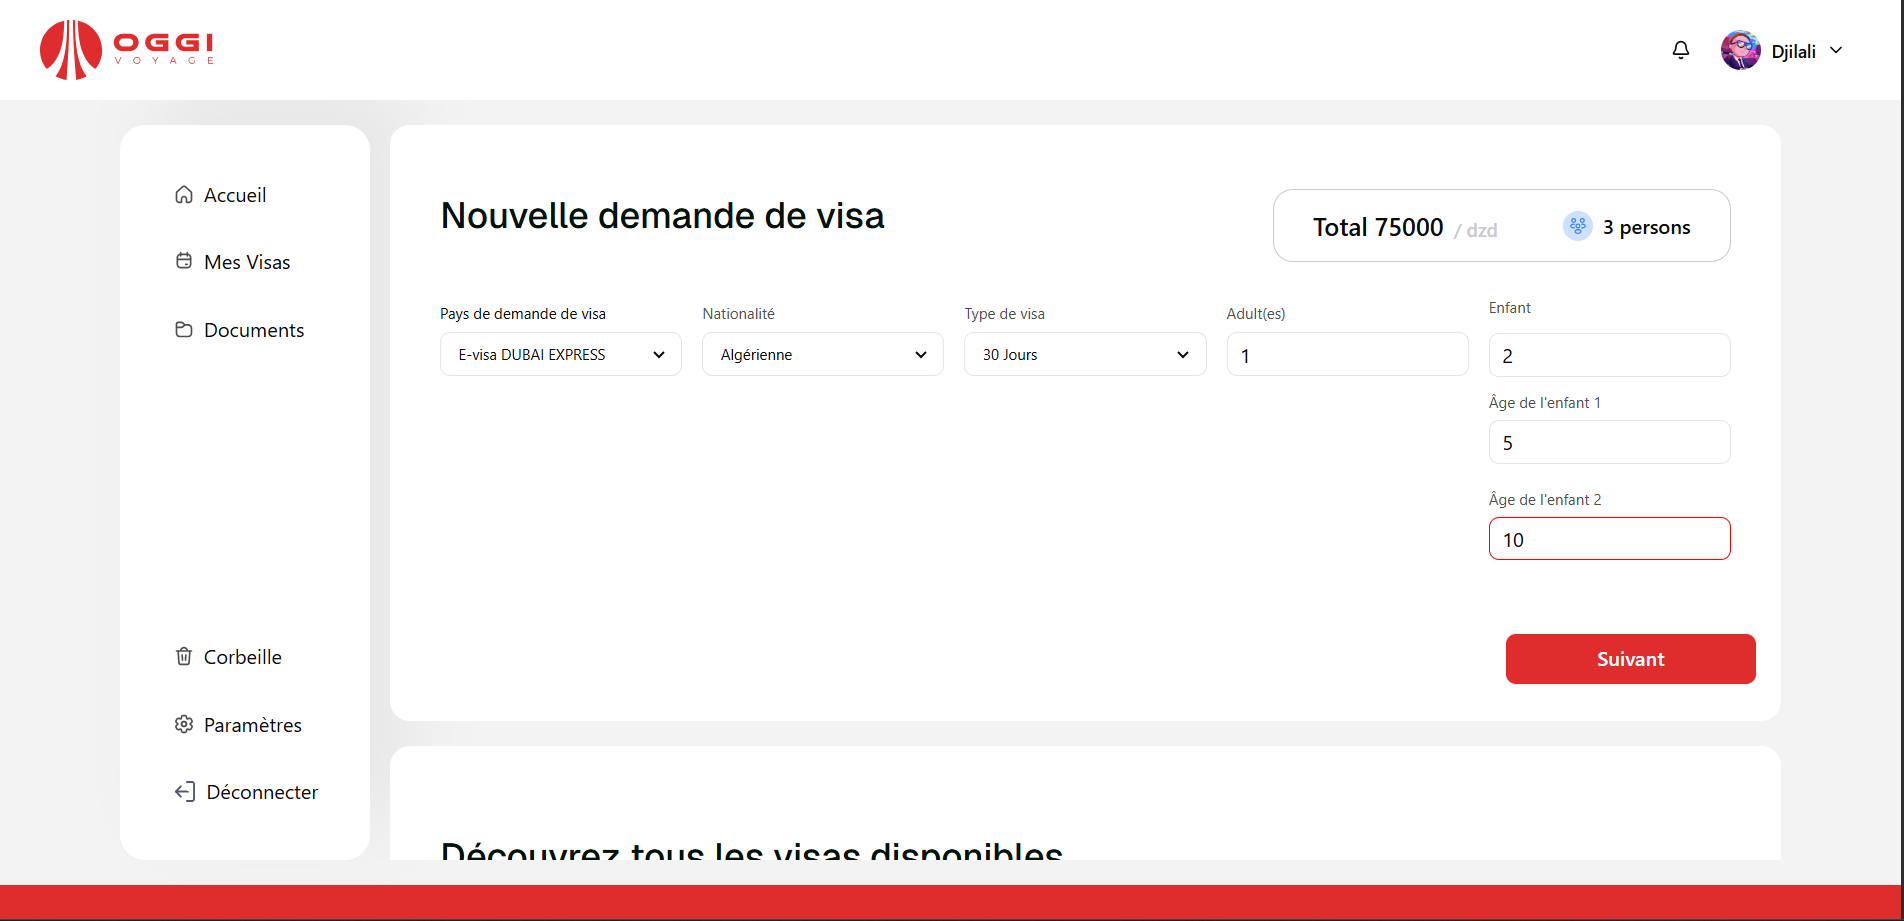 OGGI
VOYAGE
Djilali
Accueil
Mes Visas
Documents
Corbeille
Paramètres
Déconnecter
Nouvelle demande de visa
Total 75000 / dzd
3 persons
Pays de demande de visa
E-visa DUBAI EXPRESS
Nationalité
Algérienne
Type de visa
30 Jours
Adult(es)
1
Enfant
2
Âge de l'enfant 1
5
Âge de l'enfant 2
10
Suivant
Découvrez tous les visas disponibles